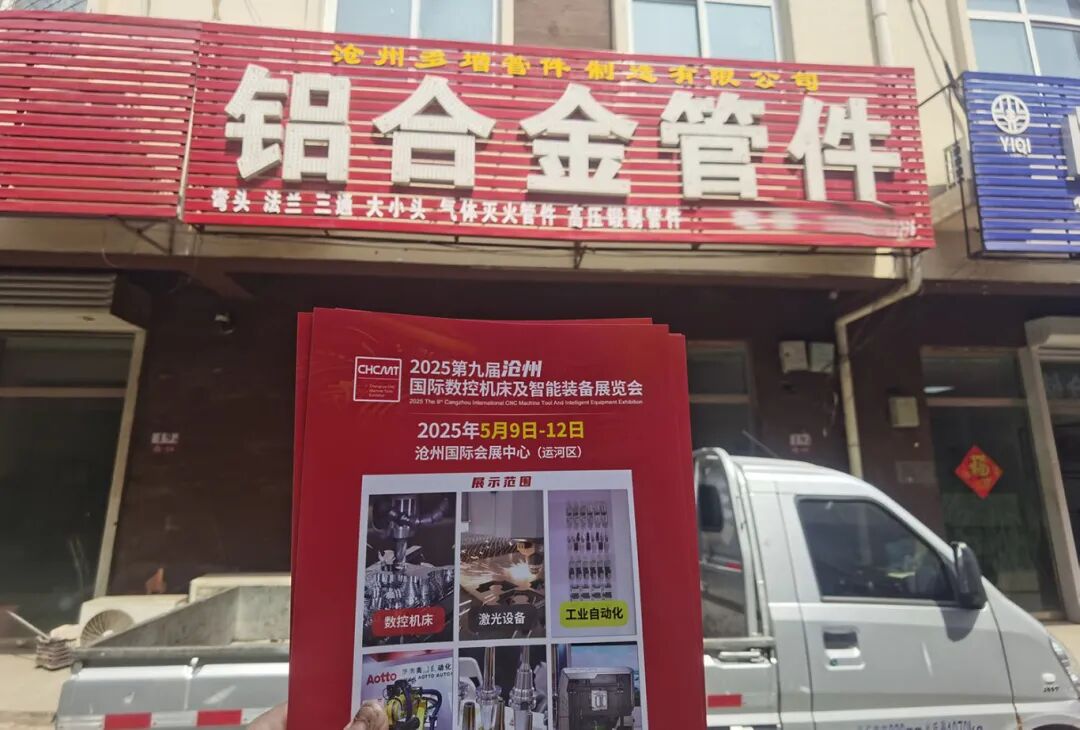 沧州多增管件制造有限公司
铝合金管件
弯头 法兰 三通 大小头 气体灭火管件 高压锻制管件
YIQI
CHCMT
2025第九届沧州
国际数控机床及智能装备展览会
2025 The 9th Cangzhou International CNC Machine Tool And Intelligent Equipment Exhibition
2025年5月9日-12日
沧州国际会展中心（运河区）
展示范围
数控机床
激光设备
工业自动化
Aotto
福